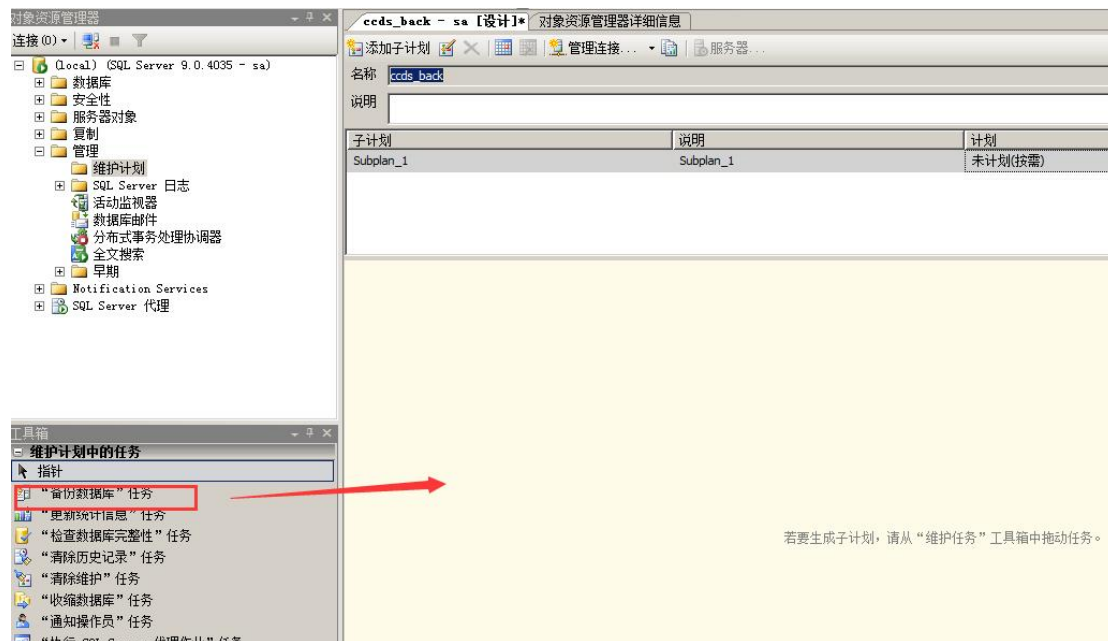 对象资源管理器
连接(O)
(local) (SQL Server 9.0.4035 - sa)
数据库
安全性
服务器对象
复制
管理
维护计划
SQL Server 日志
活动监视器
数据库邮件
分布式事务处理协调器
全文搜索
早期
Notification Services
SQL Server 代理
工具箱
维护计划中的任务
指针
“备份数据库”任务
“更新统计信息”任务
“检查数据库完整性”任务
“清除历史记录”任务
“清除维护”任务
“收缩数据库”任务
“通知操作员”任务
“执行 SQL Server 代理作业”任务
ccds_back - sa [设计]* 对象资源管理器详细信息
添加子计划 管理连接... 服务器...
名称 ccds_back
说明
子计划 说明 计划
Subplan_1 Subplan_1 未计划(按需)
若要生成子计划，请从“维护任务”工具箱中拖动任务。